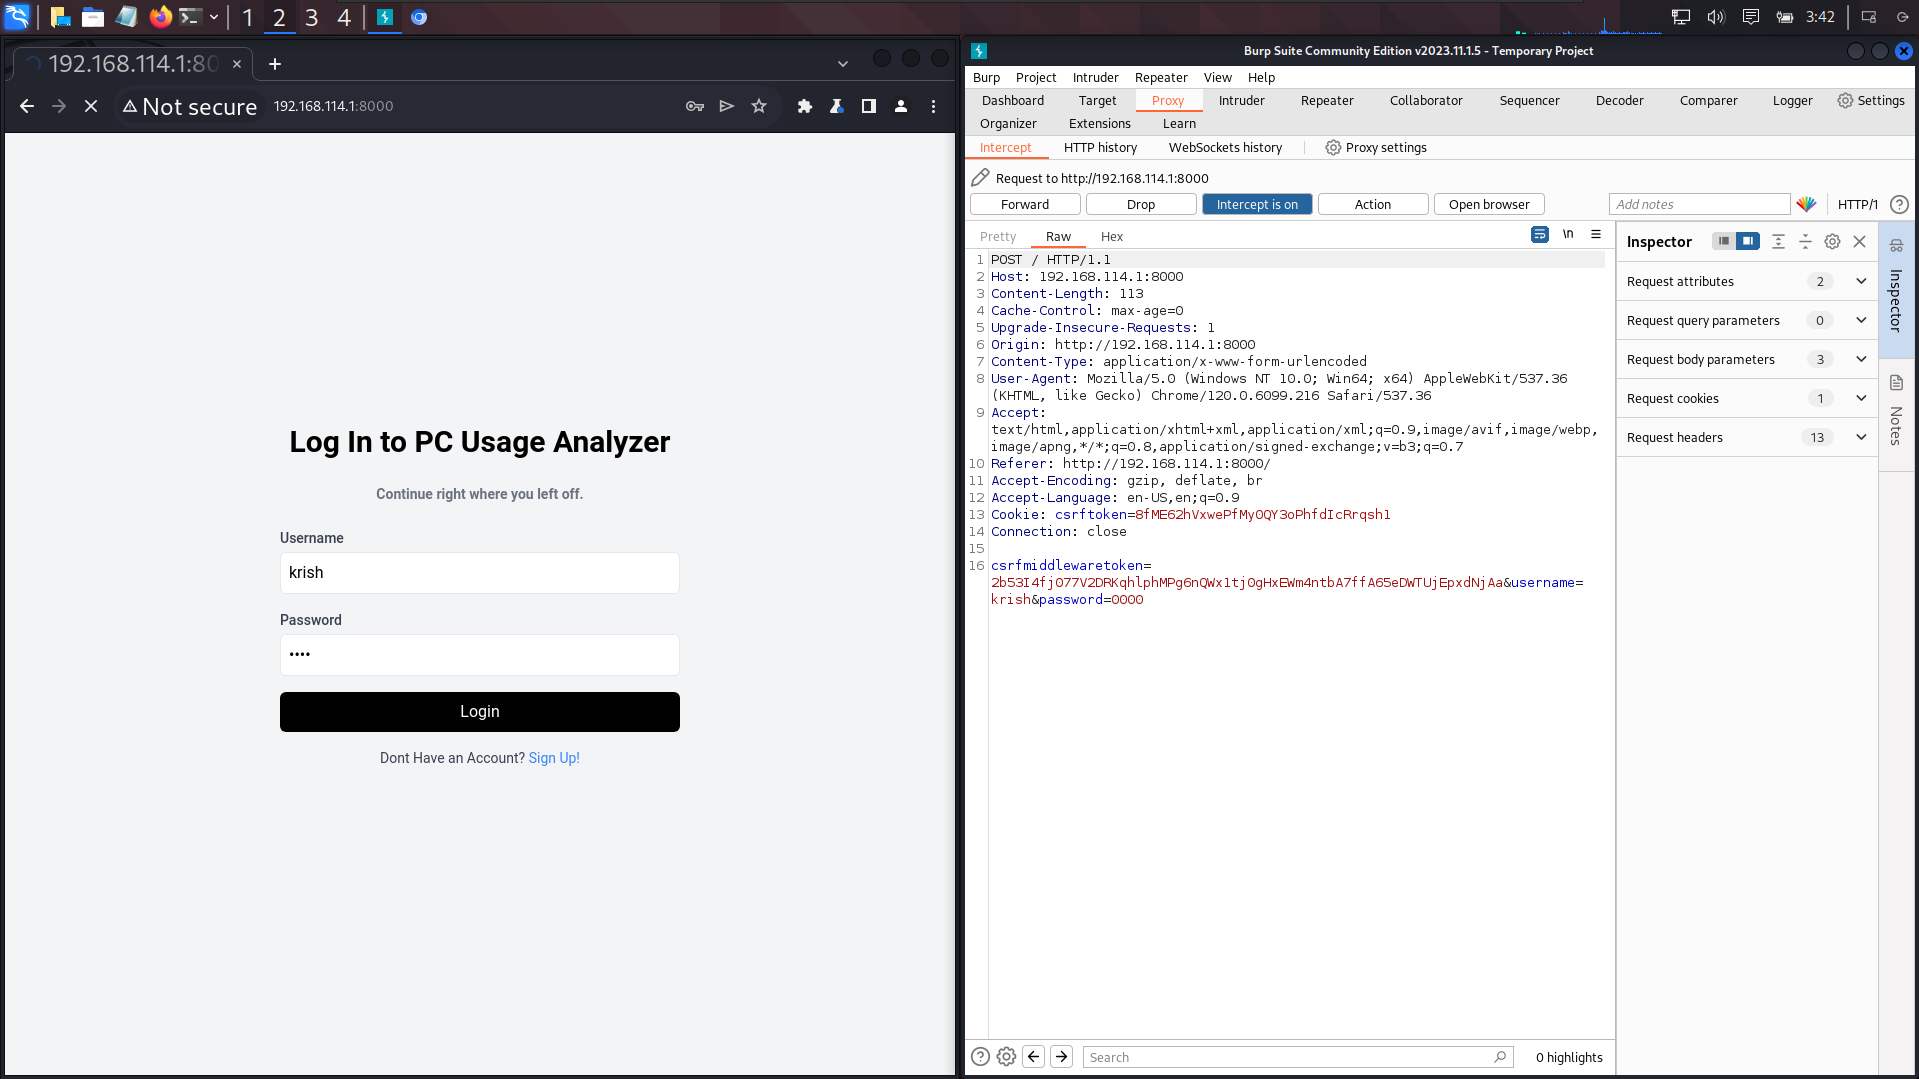 1 2 3 4
3:42
192.168.114.1:80
Not secure 192.168.114.1:8000
Log In to PC Usage Analyzer
Continue right where you left off.
Username
krish
Password
••••
Login
Dont Have an Account? Sign Up!
Burp Suite Community Edition v2023.11.1.5 - Temporary Project
Burp Project Intruder Repeater View Help
Dashboard Target Proxy Intruder Repeater Collaborator Sequencer Decoder Comparer Logger Settings
Organizer Extensions Learn
Intercept HTTP history WebSockets history Proxy settings
Request to http://192.168.114.1:8000
Forward Drop Intercept is on Action Open browser Add notes HTTP/1
Pretty Raw Hex \n
1 POST / HTTP/1.1
2 Host: 192.168.114.1:8000
3 Content-Length: 113
4 Cache-Control: max-age=0
5 Upgrade-Insecure-Requests: 1
6 Origin: http://192.168.114.1:8000
7 Content-Type: application/x-www-form-urlencoded
8 User-Agent: Mozilla/5.0 (Windows NT 10.0; Win64; x64) AppleWebKit/537.36
(KHTML, like Gecko) Chrome/120.0.6099.216 Safari/537.36
9 Accept:
text/html,application/xhtml+xml,application/xml;q=0.9,image/avif,image/webp,
image/apng,*/*;q=0.8,application/signed-exchange;v=b3;q=0.7
10 Referer: http://192.168.114.1:8000/
11 Accept-Encoding: gzip, deflate, br
12 Accept-Language: en-US,en;q=0.9
13 Cookie: csrftoken=8fME62hVxwePfMy0QY3oPhfdIcRrqsh1
14 Connection: close
15
16 csrfmiddlewaretoken=
2b53I4fj077V2DRKqhlphMPg6nQWx1tj0gHxEWm4ntbA7ffA65eDWTUjEpxdNjAa&username=
krish&password=0000
Inspector
Request attributes 2
Request query parameters 0
Request body parameters 3
Request cookies 1
Request headers 13
Inspector
Notes
Search
0 highlights